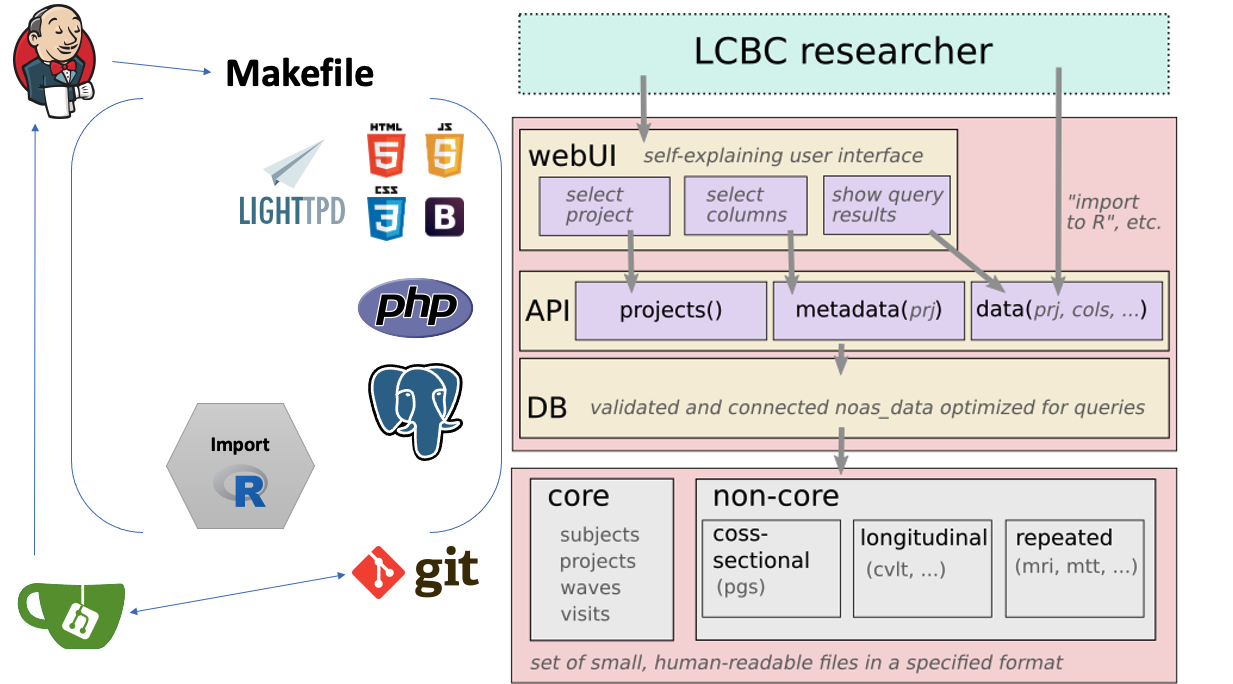 Makefile
HTML
5
JS
5
LIGHTTPD
CSS
3
B
php
Import
R
git
LCBC researcher
webUI self-explaining user interface
select
project
select
columns
show query
results
"import
to R", etc.
API
projects()
metadata(prj)
data(prj, cols, ...)
DB validated and connected noas_data optimized for queries
core
subjects
projects
waves
visits
non-core
coss-
sectional
(pgs)
longitudinal
(cvlt, ...)
repeated
(mri, mtt, ...)
set of small, human-readable files in a specified format